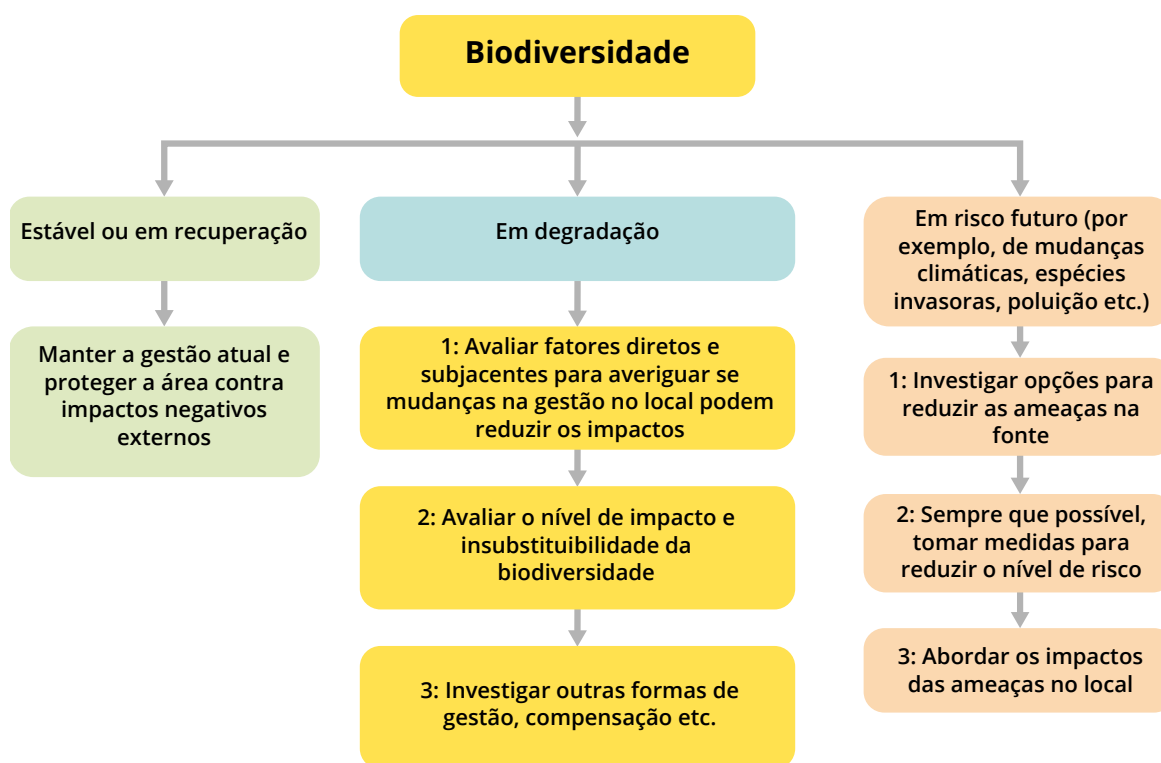 Biodiversidade
Estável ou em recuperação
Manter a gestão atual e
proteger a área contra
impactos negativos
externos
Em degradação
1: Avaliar fatores diretos e
subjacentes para averiguar se
mudanças na gestão no local podem
reduzir os impactos
2: Avaliar o nível de impacto e
insubstituibilidade da
biodiversidade
3: Investigar outras formas de
gestão, compensação etc.
Em risco futuro (por
exemplo, de mudanças
climáticas, espécies
invasoras, poluição etc.)
1: Investigar opções para
reduzir as ameaças na
fonte
2: Sempre que possível,
tomar medidas para
reduzir o nível de risco
3: Abordar os impactos
das ameaças no local